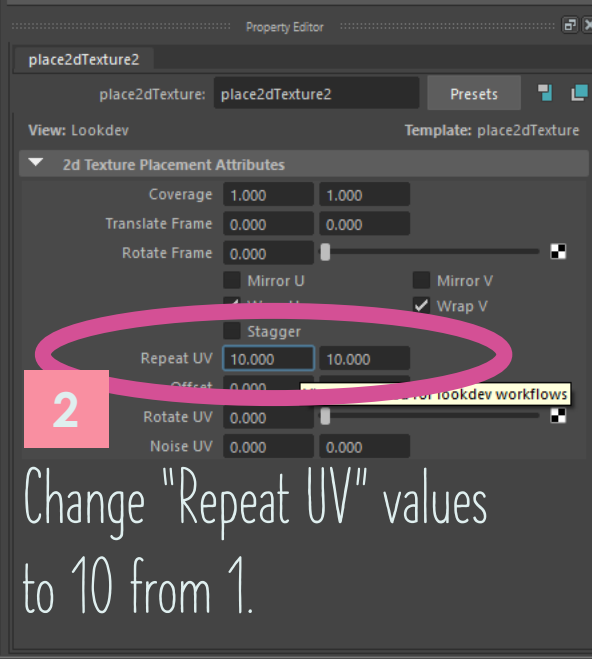 Property Editor
place2dTexture2
place2dTexture: place2dTexture2 Presets
View: Lookdev Template: place2dTexture
2d Texture Placement Attributes
Coverage 1.000 1.000
Translate Frame 0.000 0.000
Rotate Frame 0.000
Mirror U Mirror V
Wrap V
Stagger
Repeat UV 10.000 10.000
Offset 0.000
for lookdev workflows
2
Rotate UV 0.000
Noise UV 0.000 0.000
Change "Repeat UV" values
to 10 from 1.